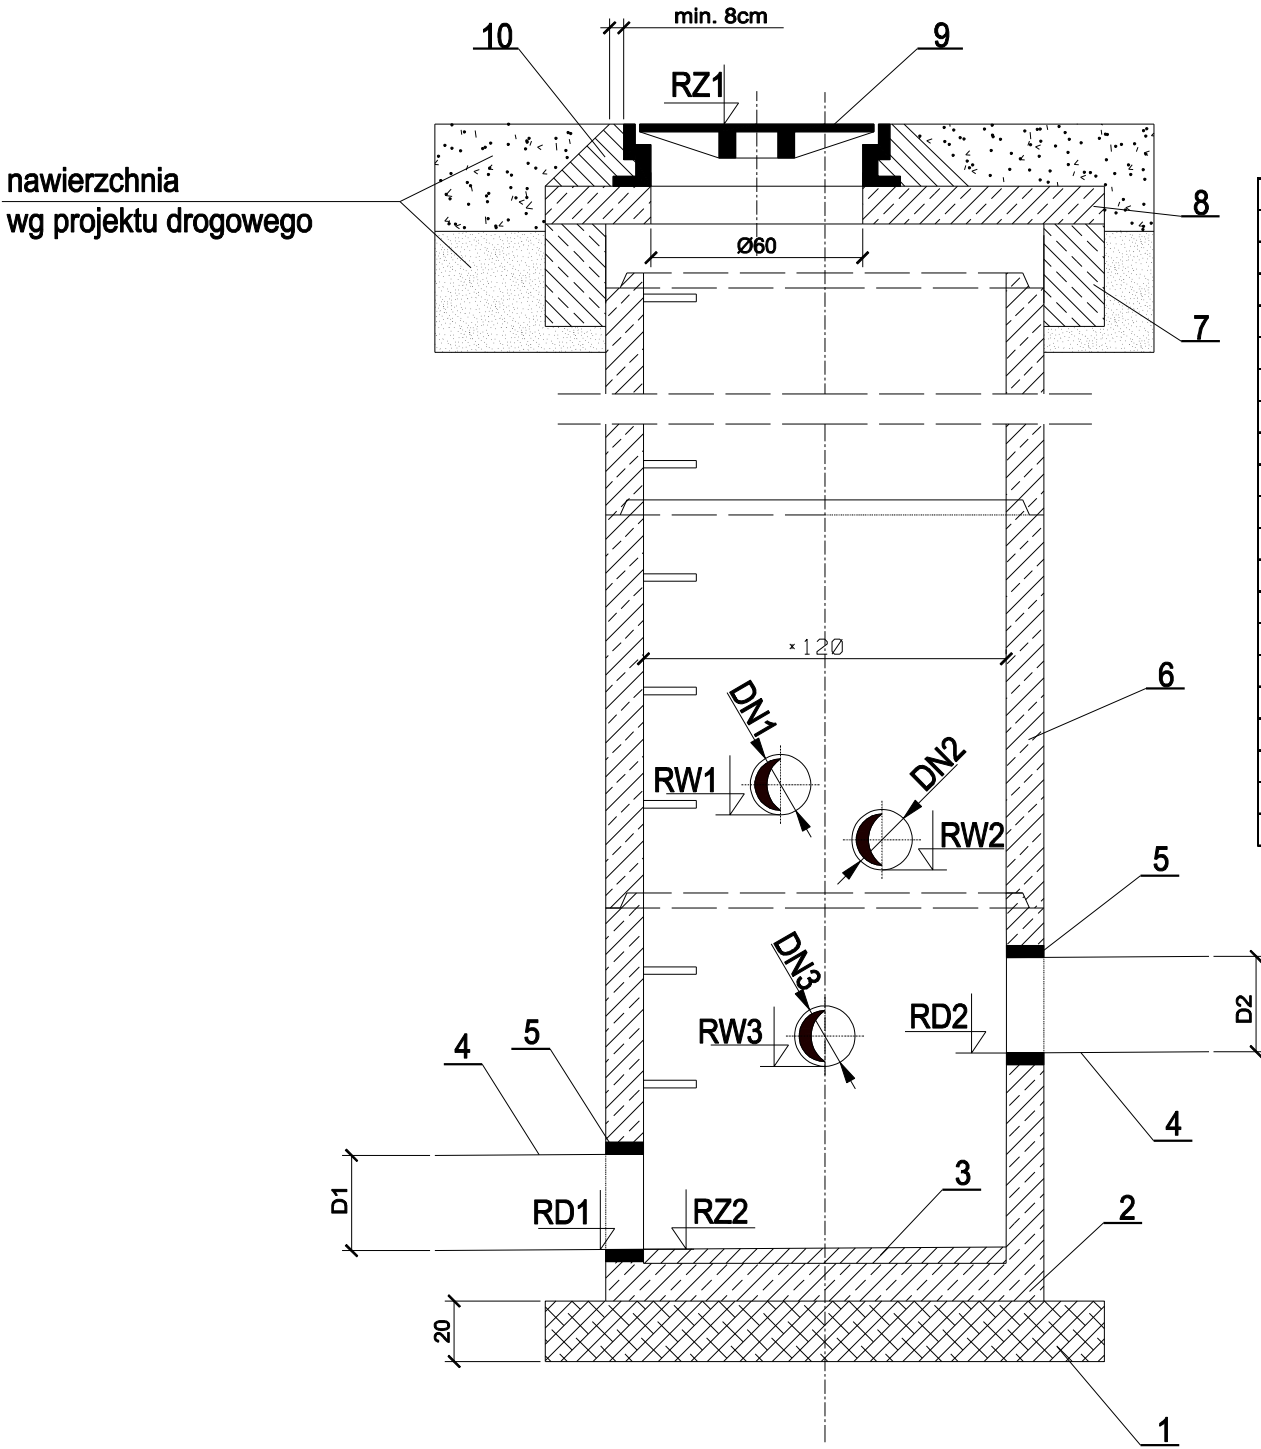 min. 8cm
10
9
RZ1
nawierzchnia
wg projektu drogowego
8
Ø60
7
120
6
DN1
DN2
RW1
RW2
5
DN3
D2
RD2
RW3
5
4
4
3
D1
RD1
RZ2
2
20
1